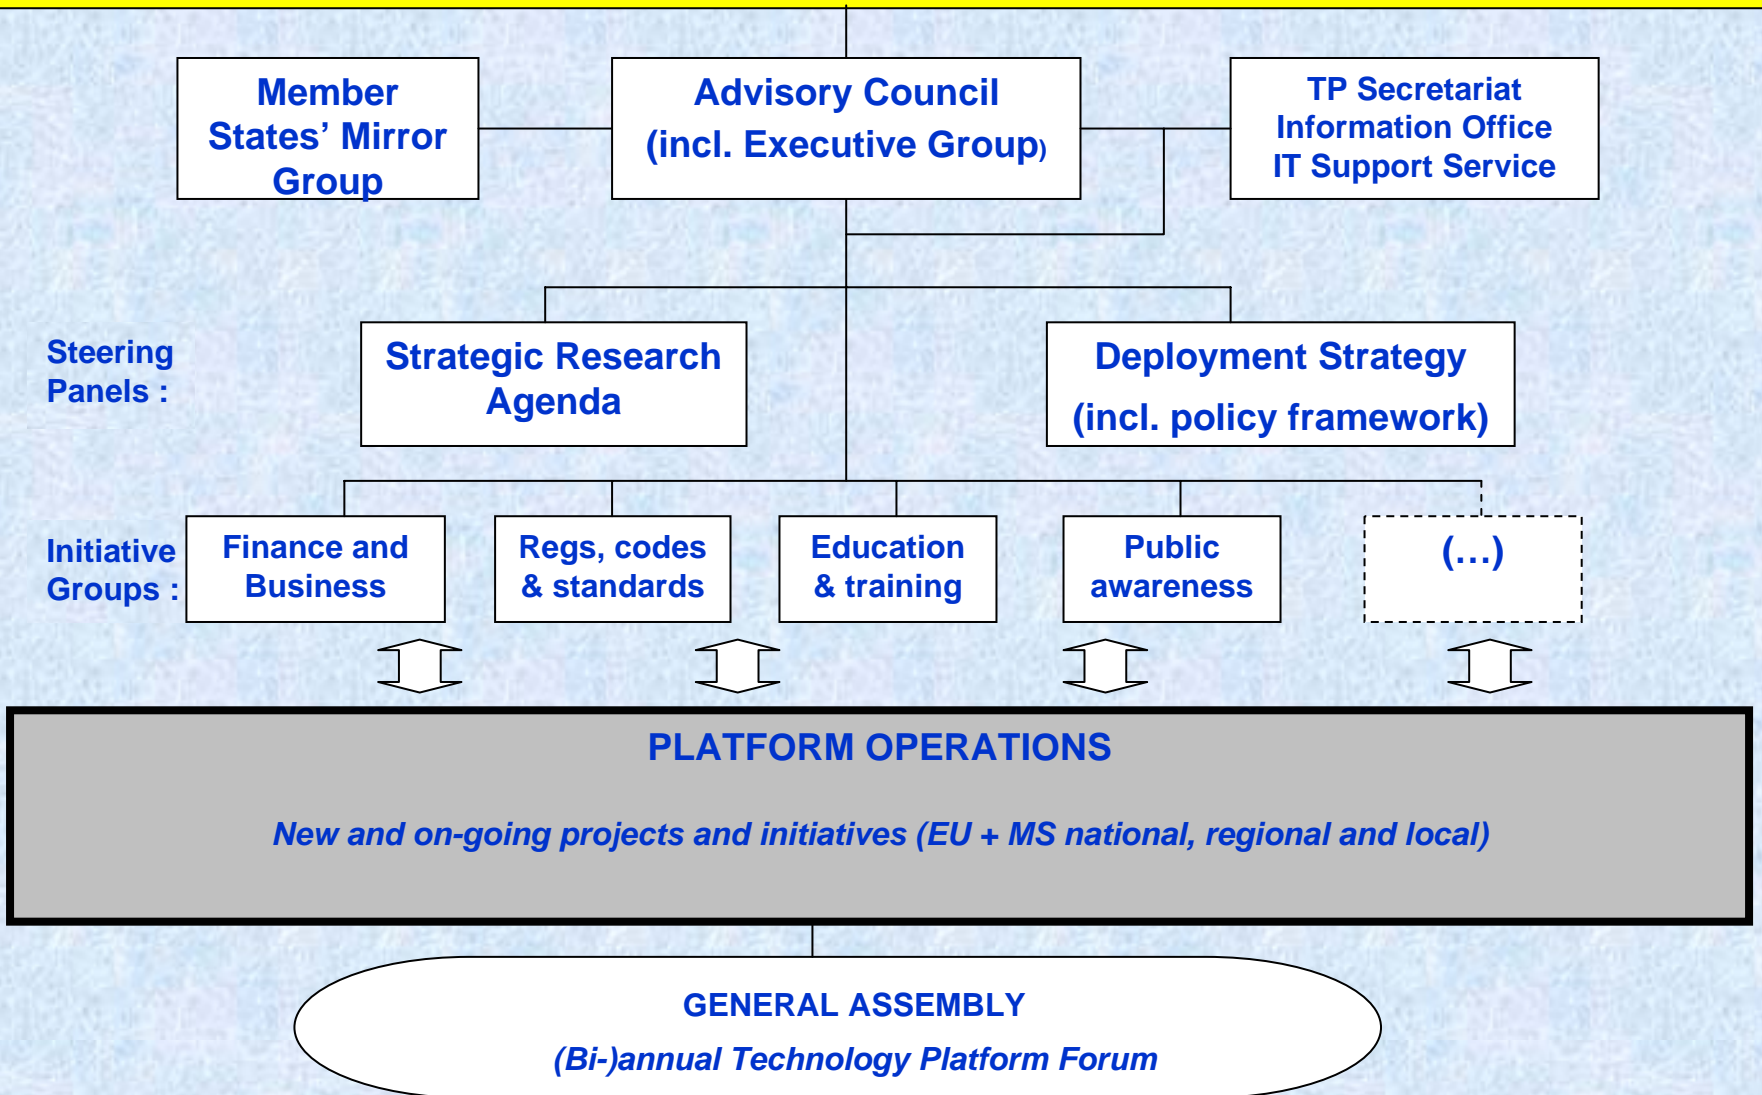 Member
States’ Mirror
Group
Advisory Council
(incl. Executive Group)
TP Secretariat
Information Office
IT Support Service
Steering
Panels :
Strategic Research
Agenda
Deployment Strategy
(incl. policy framework)
Initiative
Groups :
Finance and
Business
Regs, codes
& standards
Education
& training
Public
awareness
(…)
PLATFORM OPERATIONS
New and on-going projects and initiatives (EU + MS national, regional and local)
GENERAL ASSEMBLY
(Bi-)annual Technology Platform Forum